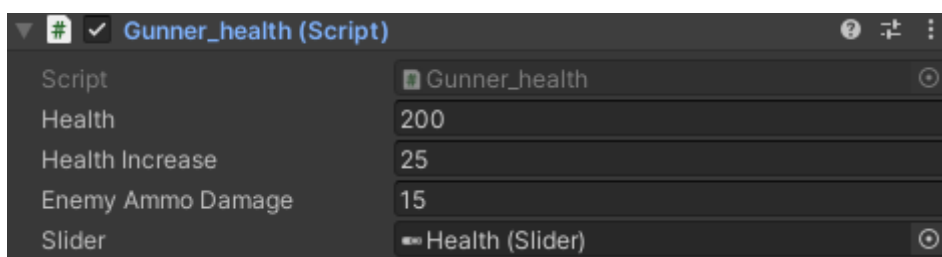 Gunner_health (Script)
Script Gunner_health
Health 200
Health Increase 25
Enemy Ammo Damage 15
Slider Health (Slider)